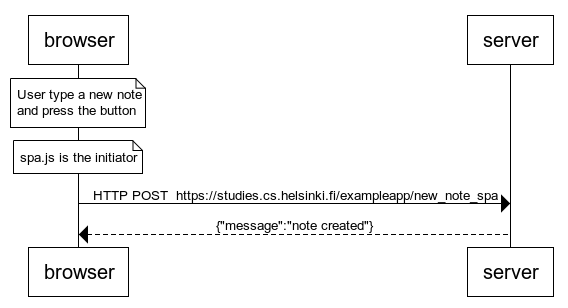 browser
server
User type a new note
and press the button
spa.js is the initiator
HTTP POST  https://studies.cs.helsinki.fi/exampleapp/new_note_spa
{"message":"note created"}
browser
server